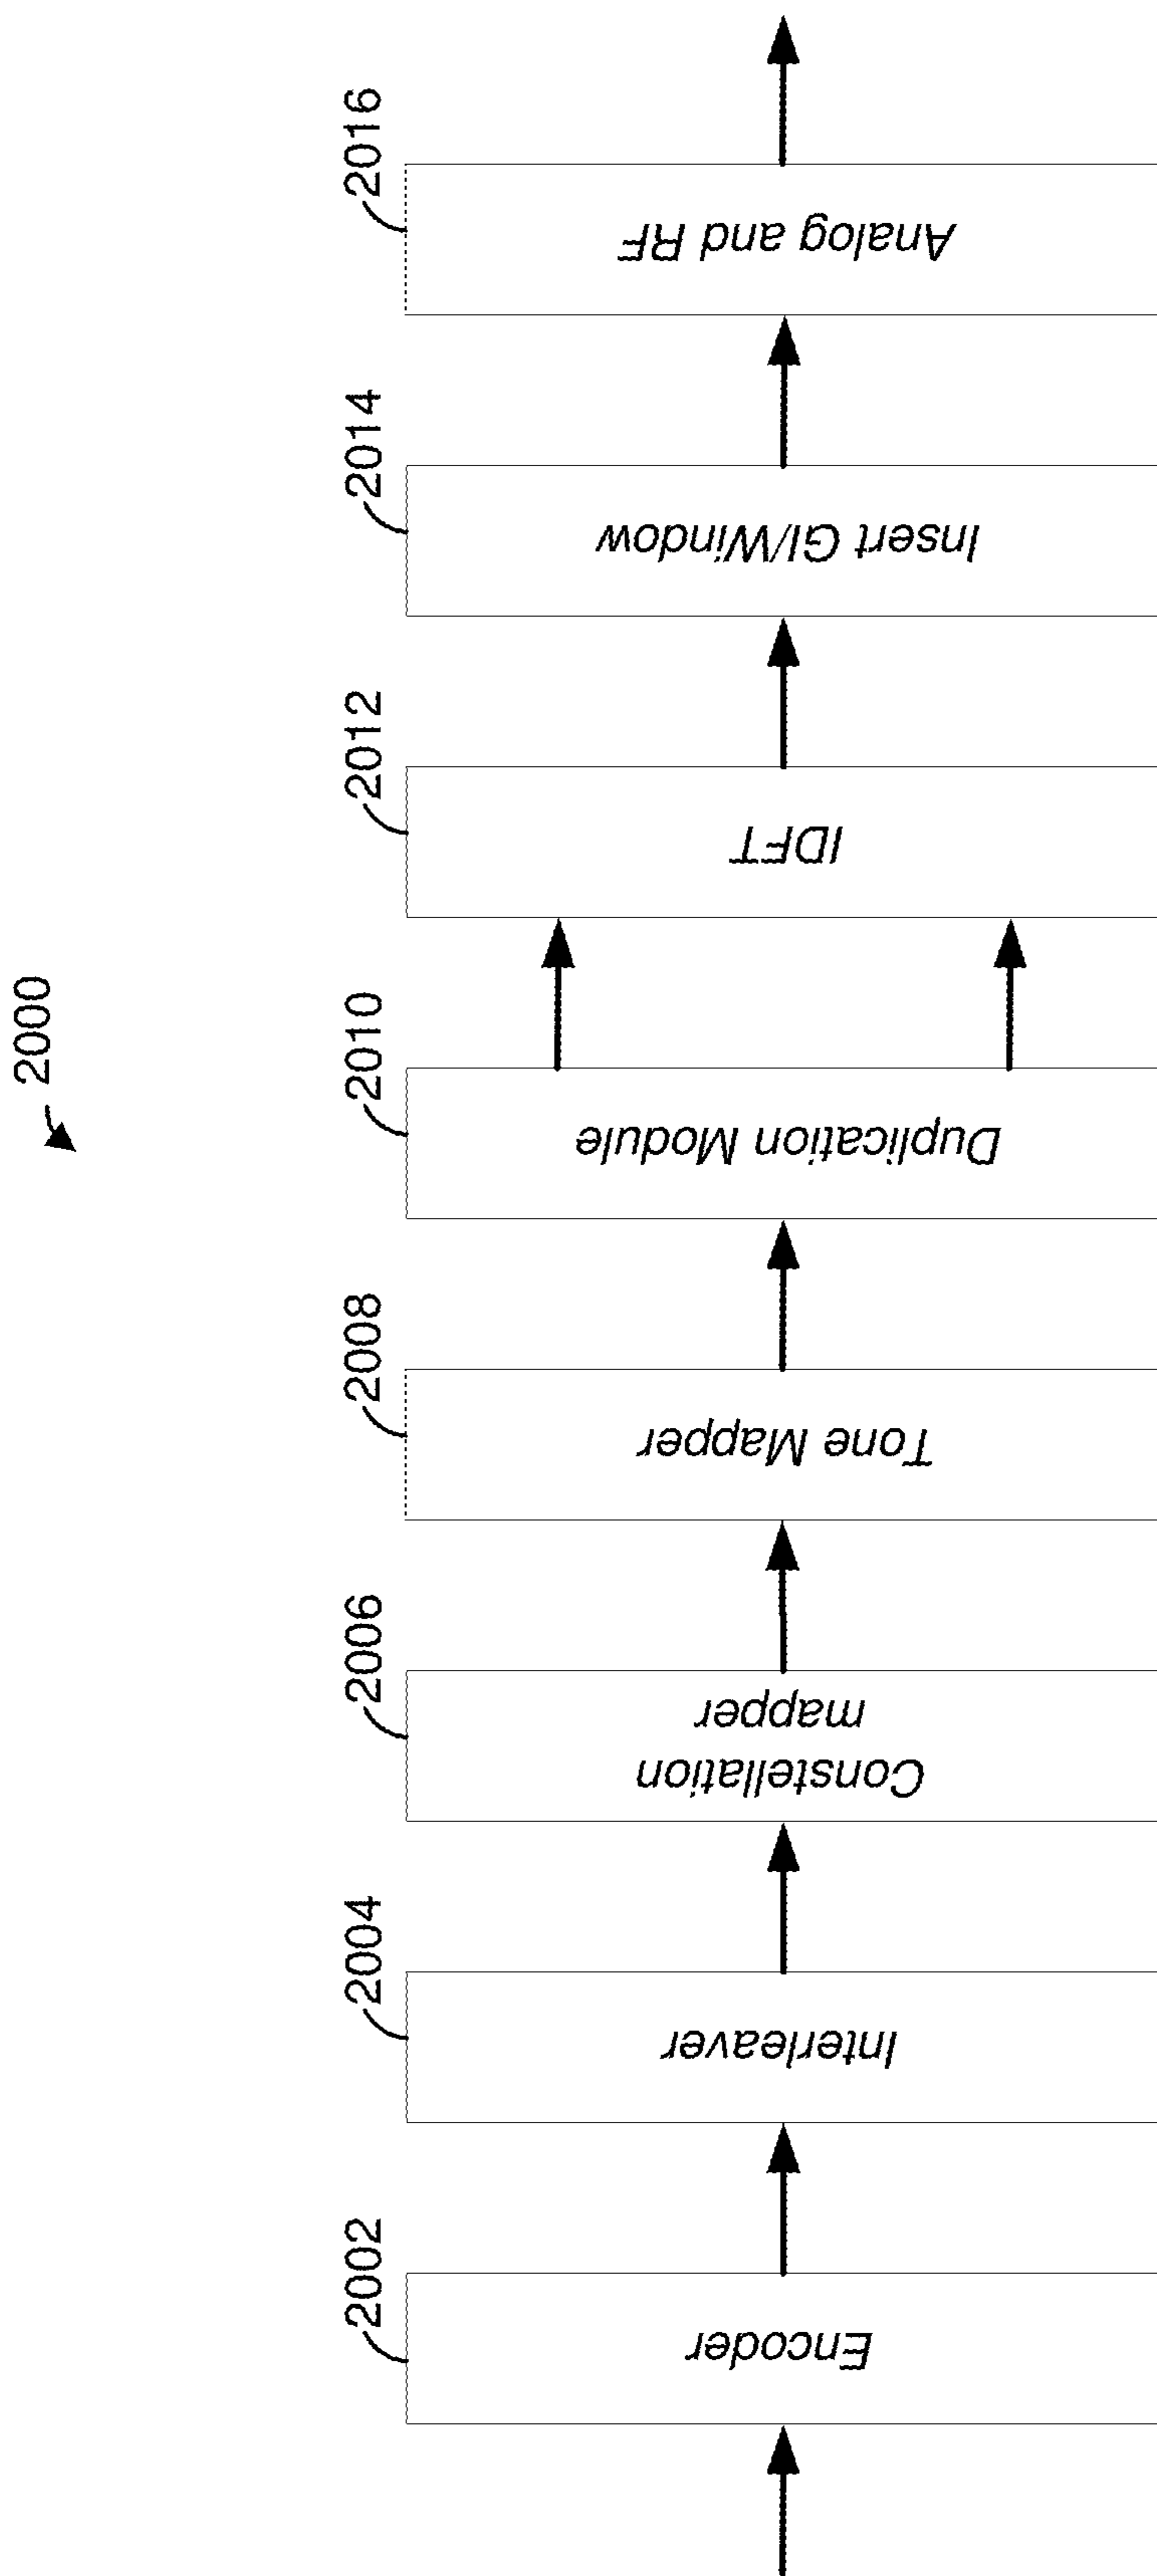 2000
2002
Encoder
2004
Interleaver
2006
Constellation
mapper
2008
Tone Mapper
2010
Duplication Module
2012
IDFT
2014
Insert GI/Window
2016
Analog and RF